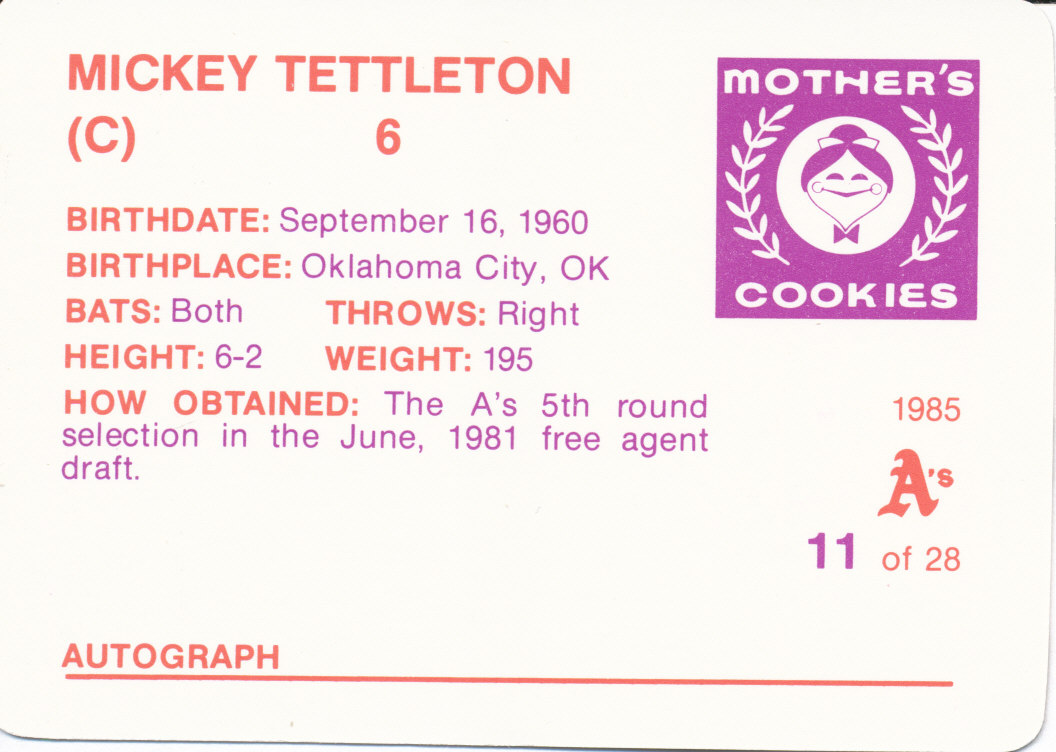 MICKEY TETTLETON
(C) 6
BIRTHDATE: September 16, 1960
BIRTHPLACE: Oklahoma City, OK
BATS: Both THROWS: Right
HEIGHT: 6-2 WEIGHT: 195
HOW OBTAINED: The A's 5th round
selection in the June, 1981 free agent
draft.
MOTHER'S
COOKIES
1985
A's
11 of 28
AUTOGRAPH